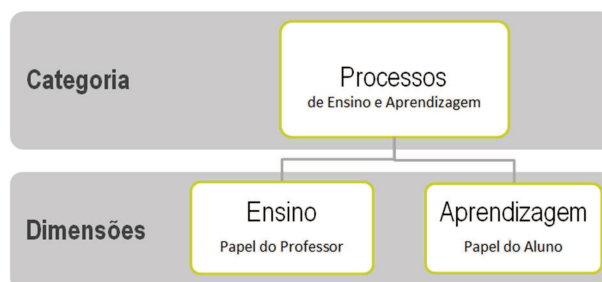 Categoria
Processos
de Ensino e Aprendizagem
Dimensões
Ensino
Papel do Professor
Aprendizagem
Papel do Aluno